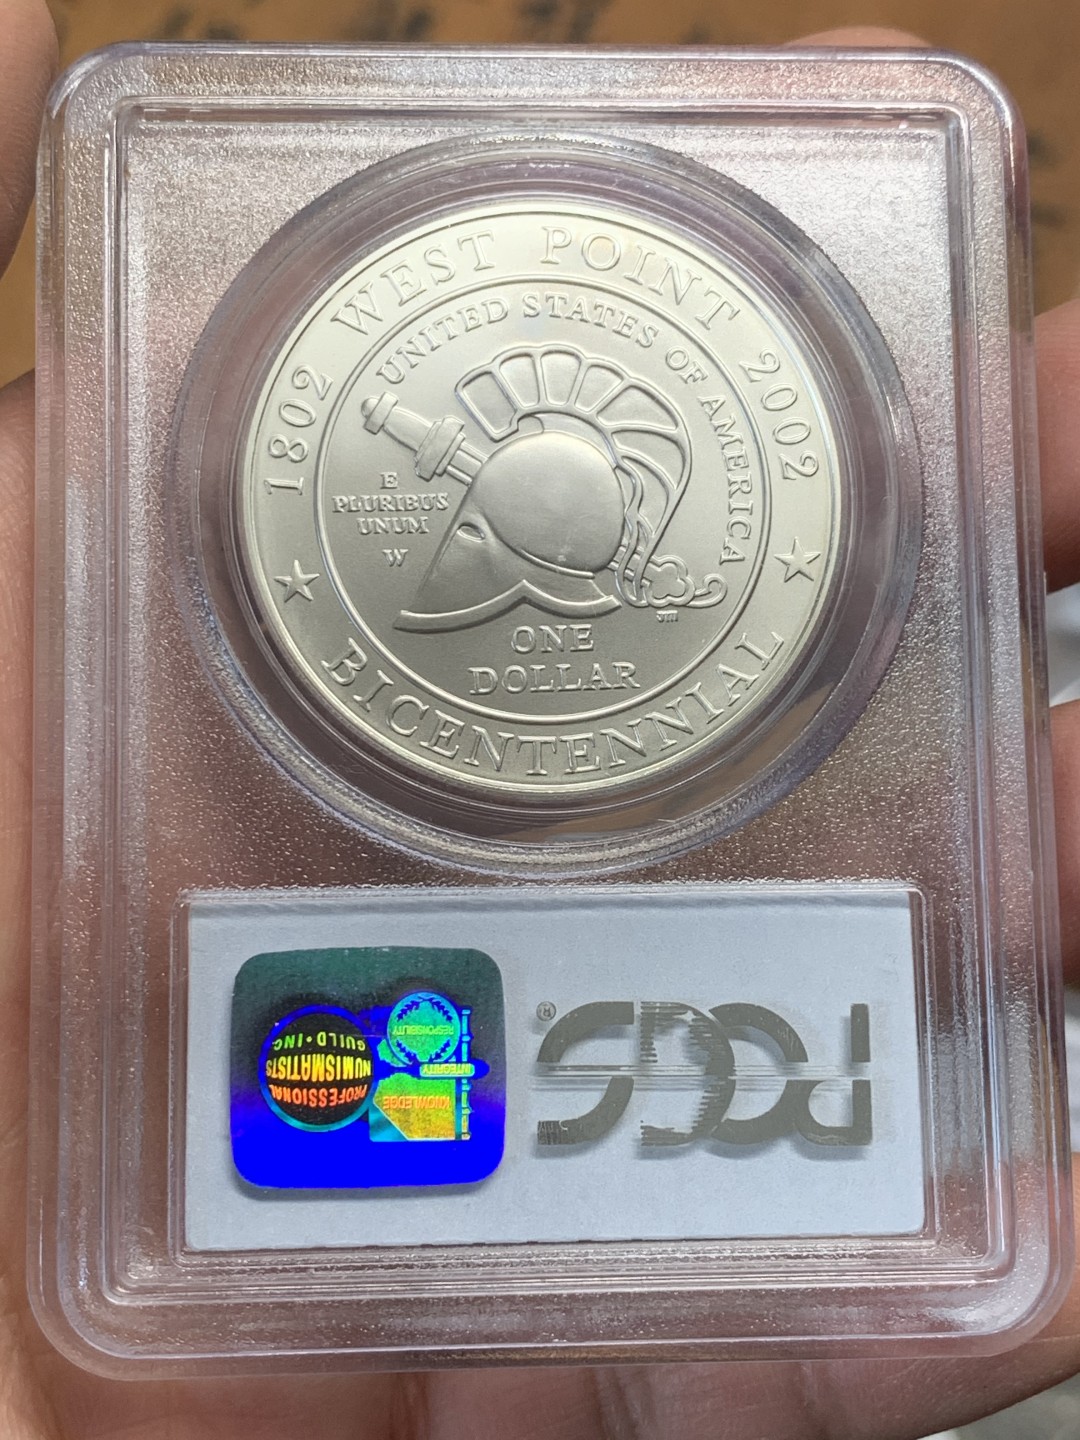 1802 WEST POINT 2002
UNITED STATES OF AMERICA
E
PLURIBUS
UNUM
W
jm
ONE
DOLLAR
★ BICENTENNIAL ★
PCGS®
PROFESSIONAL
NUMISMATISTS
GUILD • INC
RESPONSIBILITY
INTEGRITY
KNOWLEDGE